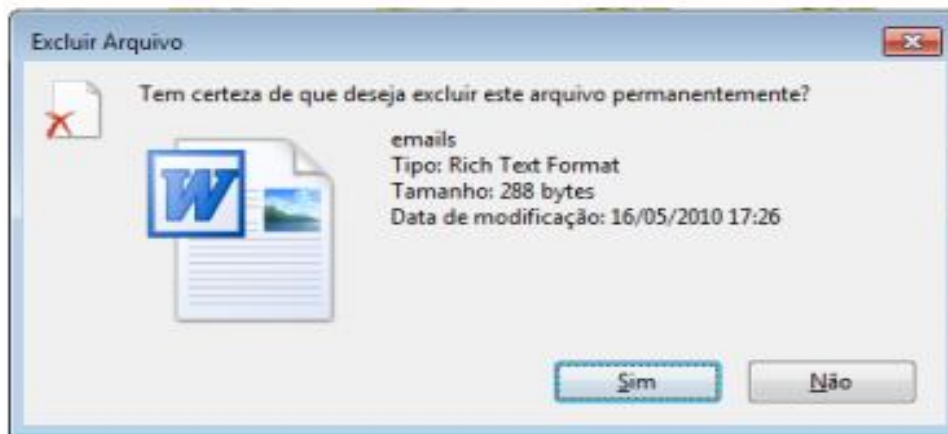 Excluir Arquivo
Tem certeza de que deseja excluir este arquivo permanentemente?
emails
Tipo: Rich Text Format
Tamanho: 288 bytes
Data de modificação: 16/05/2010 17:26
W
Sim
Não